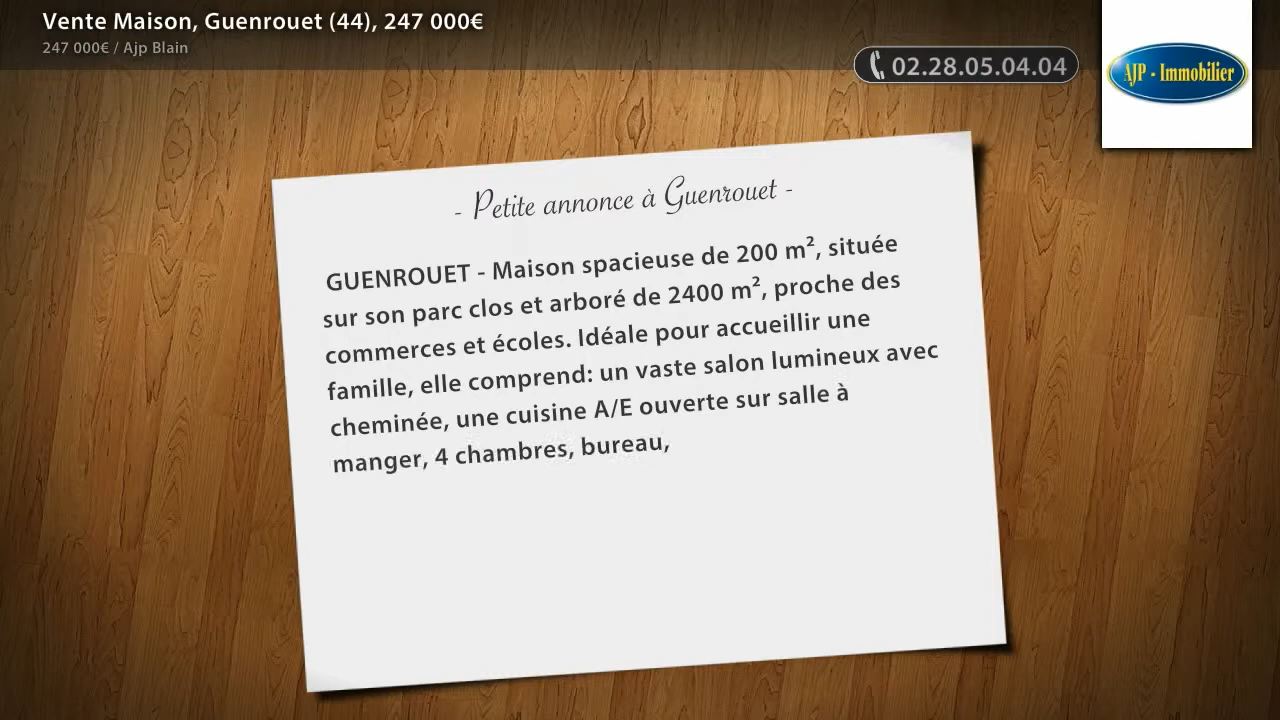 Vente Maison, Guenrouet (44), 247 000€
247 000€ / Ajp Blain
02.28.05.04.04
AJP - Immobilier
- Petite annonce à Guenrouet -
GUENROUET - Maison spacieuse de 200 m², située
sur son parc clos et arboré de 2400 m², proche des
commerces et écoles. Idéale pour accueillir une
famille, elle comprend: un vaste salon lumineux avec
cheminée, une cuisine A/E ouverte sur salle à
manger, 4 chambres, bureau,